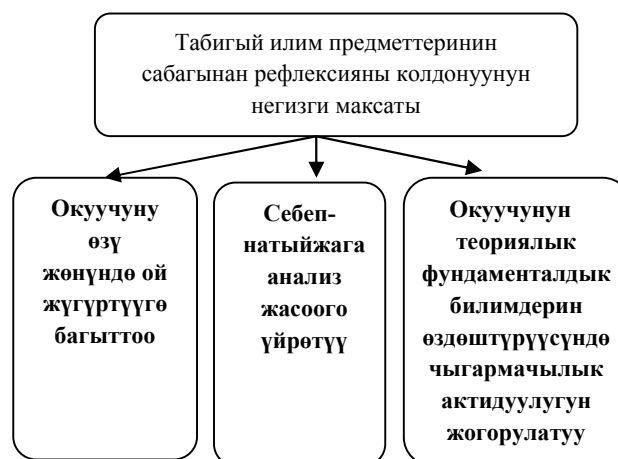 Табигый илим предметтеринин
сабагынан рефлексияны колдонуунун
негизги максаты
Окуучуну
өзү
жөнүндө ой
жүгүртүүгө
багыттоо
Себеп-
натыйжага
анализ
жасоого
үйрөтүү
Окуучунун
теориялык
фундаменталдык
билимдерин
өздөштүрүүсүндө
чыгармачылык
актидуулугун
жогорулатуу